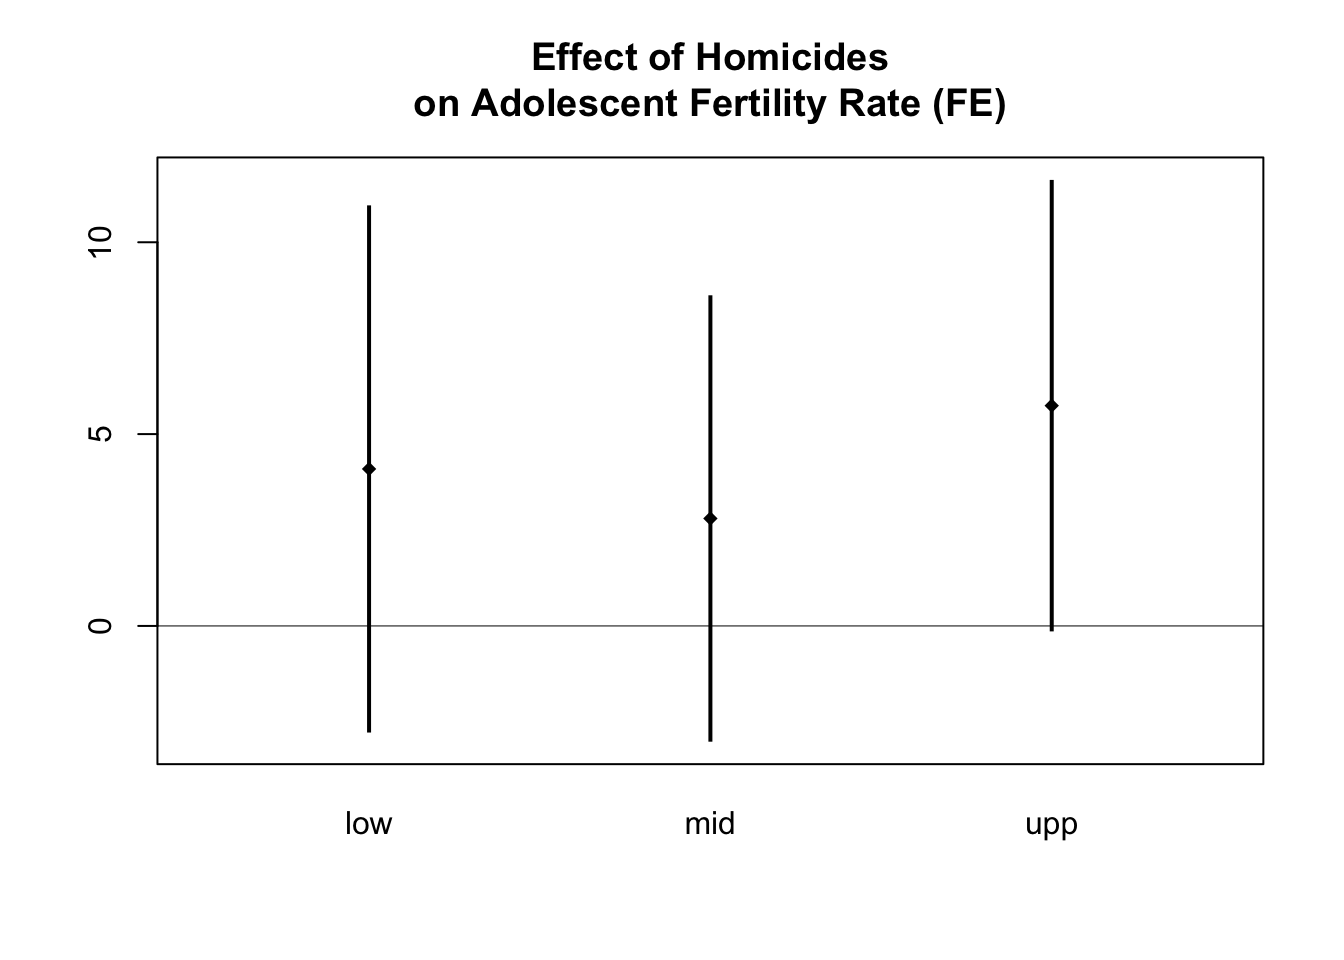 Effect of Homicides
on Adolescent Fertility Rate (FE)
10
5
0
low mid upp